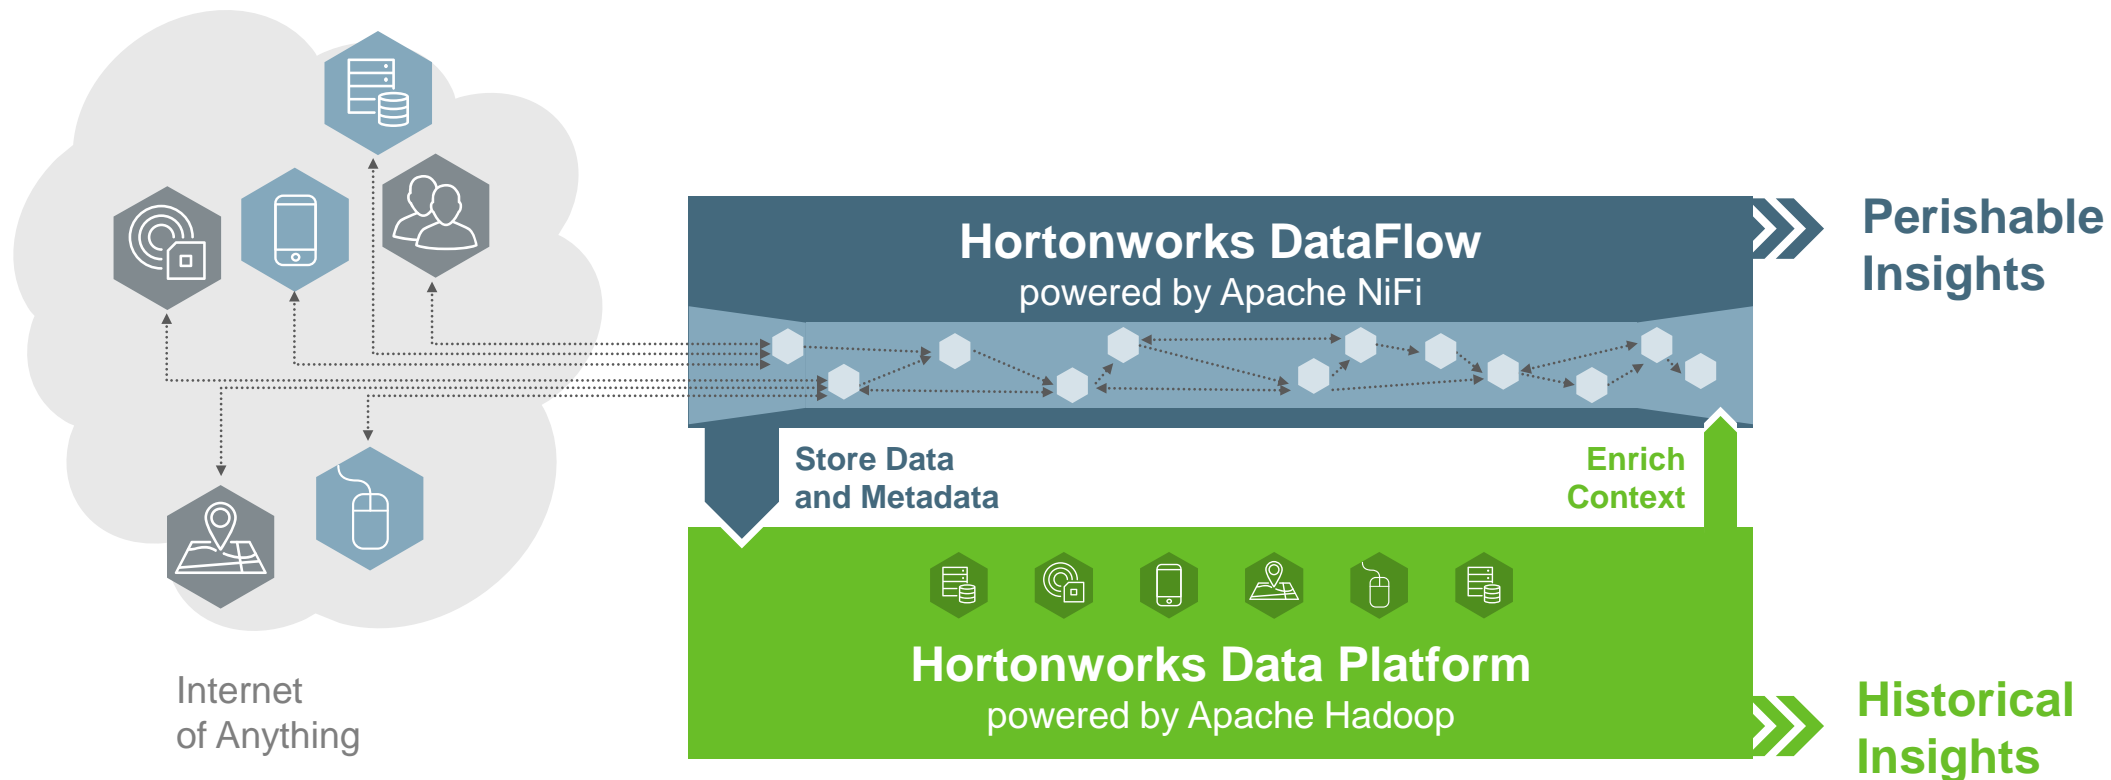 Hortonworks DataFlow
powered by Apache NiFi
Perishable
Insights
Store Data
and Metadata
Enrich
Context
Hortonworks Data Platform
powered by Apache Hadoop
Historical
Insights
Internet
of Anything